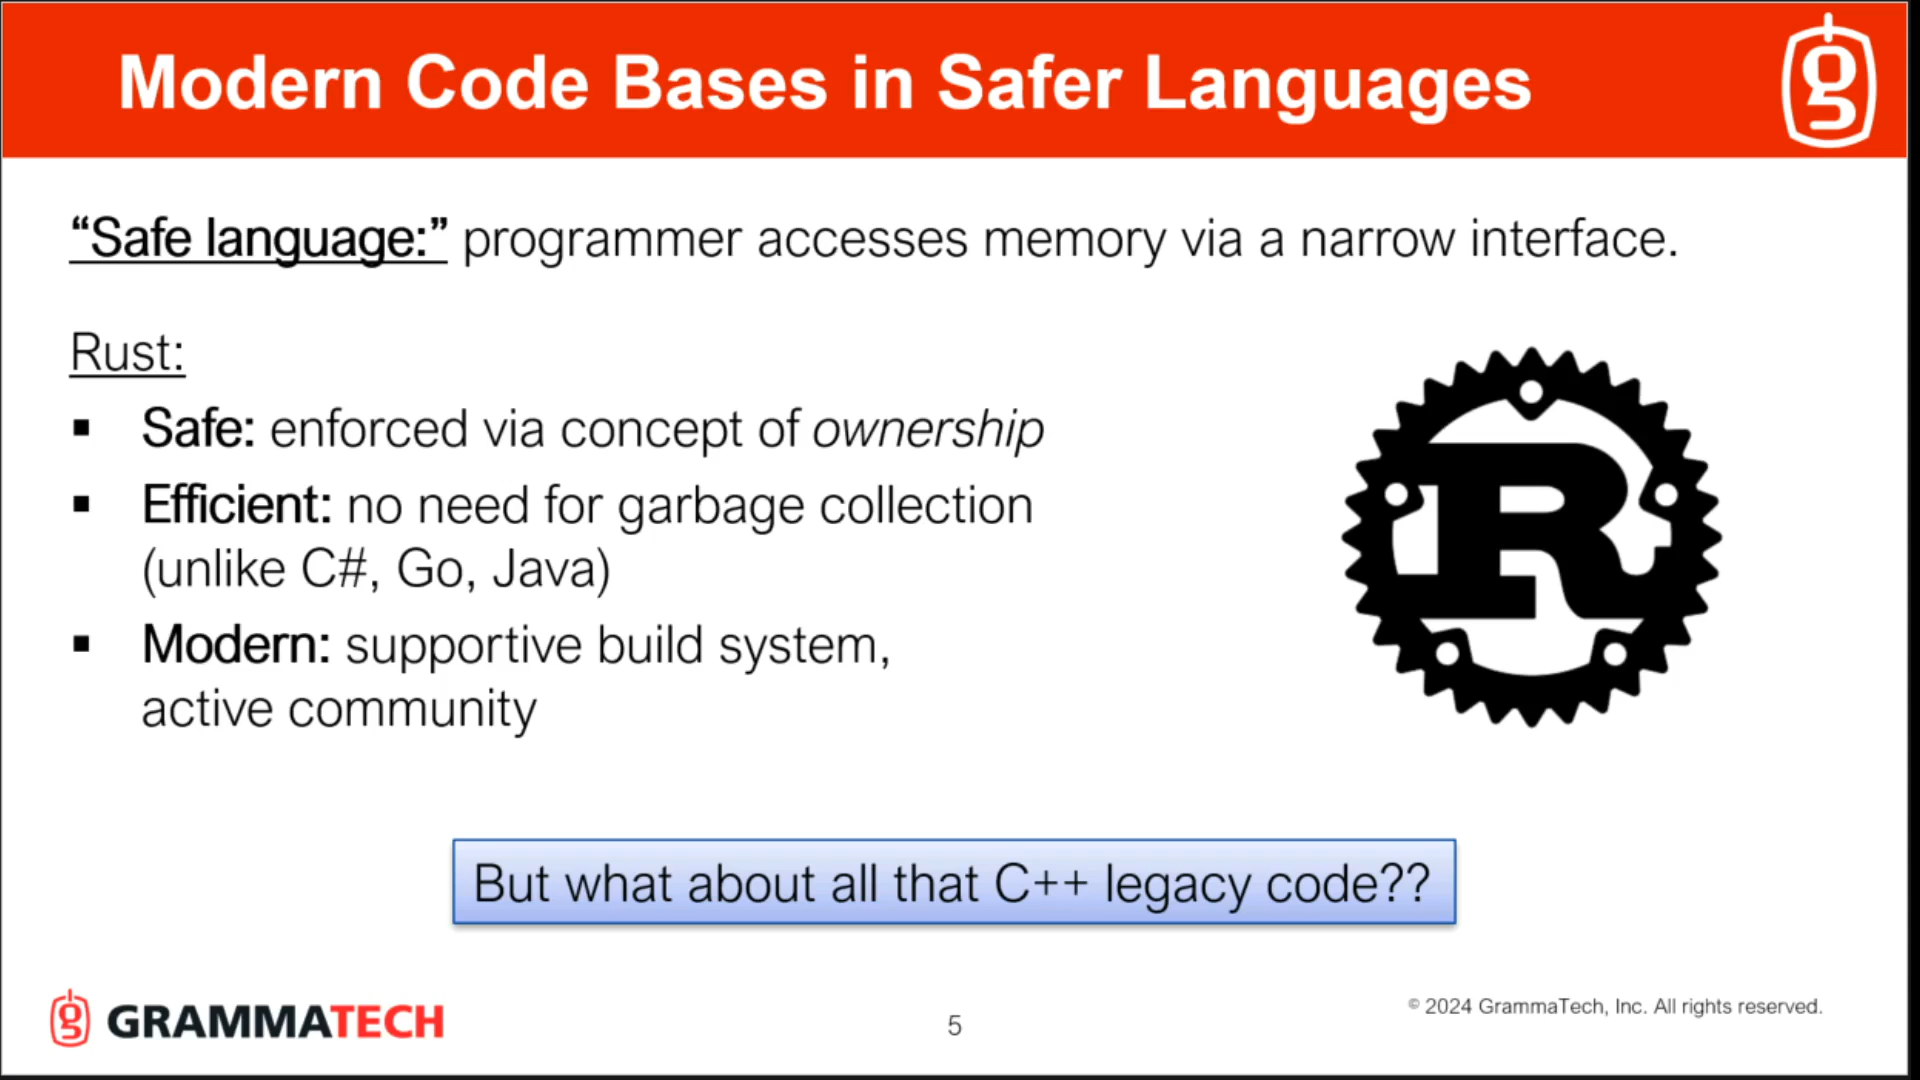 Modern Code Bases in Safer Languages
g
“Safe language:” programmer accesses memory via a narrow interface.
Rust:
▪ Safe: enforced via concept of ownership
▪ Efficient: no need for garbage collection
(unlike C#, Go, Java)
▪ Modern: supportive build system,
active community
R
But what about all that C++ legacy code??
g GRAMMATECH
5
© 2024 GrammaTech, Inc. All rights reserved.